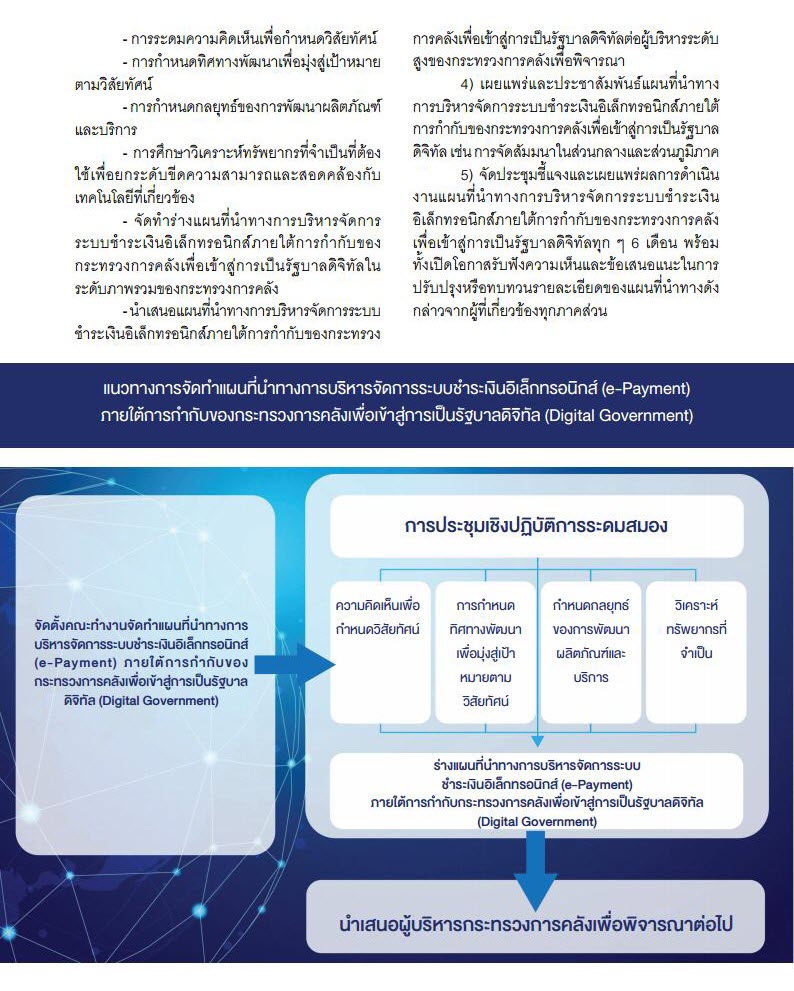 - การระดมความคิดเห็นเพื่อกำหนดวิสัยทัศน์
- การกำหนดทิศทางพัฒนาเพื่อมุ่งสู่เป้าหมาย
ตามวิสัยทัศน์
- การกำหนดกลยุทธ์ของการพัฒนาผลิตภัณฑ์
และบริการ
- การศึกษาวิเคราะห์ทรัพยากรที่จำเป็นที่ต้อง
ใช้เพื่อยกระดับขีดความสามารถและสอดคล้องกับ
เทคโนโลยีที่เกี่ยวข้อง
- จัดทำร่างแผนที่นำทางการบริหารจัดการ
ระบบชำระเงินอิเล็กทรอนิกส์ภายใต้การกำกับของ
กระทรวงการคลังเพื่อเข้าสู่การเป็นรัฐบาลดิจิทัลใน
ระดับภาพรวมของกระทรวงการคลัง
- นำเสนอแผนที่นำทางการบริหารจัดการระบบ
ชำระเงินอิเล็กทรอนิกส์ภายใต้การกำกับของกระทรวง
การคลังเพื่อเข้าสู่การเป็นรัฐบาลดิจิทัลต่อผู้บริหารระดับ
สูงของกระทรวงการคลังเพื่อพิจารณา
4) เผยแพร่และประชาสัมพันธ์แผนที่นำทาง
การบริหารจัดการระบบชำระเงินอิเล็กทรอนิกส์ภายใต้
การกำกับของกระทรวงการคลังเพื่อเข้าสู่การเป็นรัฐบาล
ดิจิทัล เช่น การจัดสัมมนาในส่วนกลางและส่วนภูมิภาค
5) จัดประชุมชี้แจงและเผยแพร่ผลการดำเนิน
งานแผนที่นำทางการบริหารจัดการระบบชำระเงิน
อิเล็กทรอนิกส์ภายใต้การกำกับของกระทรวงการคลัง
เพื่อเข้าสู่การเป็นรัฐบาลดิจิทัลทุก ๆ 6 เดือน พร้อม
ทั้งเปิดโอกาสรับฟังความเห็นและข้อเสนอแนะในการ
ปรับปรุงหรือทบทวนรายละเอียดของแผนที่นำทางดัง
กล่าวจากผู้ที่เกี่ยวข้องทุกภาคส่วน
แนวทางการจัดทำแผนที่นำทางการบริหารจัดการระบบชำระเงินอิเล็กทรอนิกส์ (e-Payment)
ภายใต้การกำกับของกระทรวงการคลังเพื่อเข้าสู่การเป็นรัฐบาลดิจิทัล (Digital Government)
จัดตั้งคณะทำงานจัดทำแผนที่นำทางการ
บริหารจัดการระบบชำระเงินอิเล็กทรอนิกส์
(e-Payment) ภายใต้การกำกับของ
กระทรวงการคลังเพื่อเข้าสู่การเป็นรัฐบาล
ดิจิทัล (Digital Government)
การประชุมเชิงปฏิบัติการระดมสมอง
ความคิดเห็นเพื่อ
กำหนดวิสัยทัศน์
การกำหนด
ทิศทางพัฒนา
เพื่อมุ่งสู่เป้า
หมายตาม
วิสัยทัศน์
กำหนดกลยุทธ์
ของการพัฒนา
ผลิตภัณฑ์และ
บริการ
วิเคราะห์
ทรัพยากรที่
จำเป็น
ร่างแผนที่นำทางการบริหารจัดการระบบ
ชำระเงินอิเล็กทรอนิกส์ (e-Payment)
ภายใต้การกำกับกระทรวงการคลังเพื่อเข้าสู่การเป็นรัฐบาลดิจิทัล
(Digital Government)
นำเสนอผู้บริหารกระทรวงการคลังเพื่อพิจารณาต่อไป